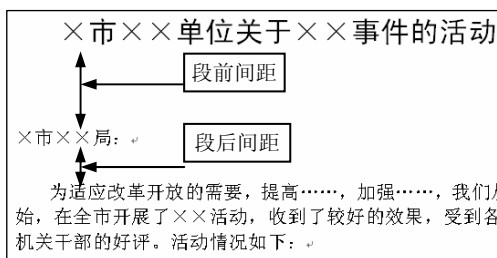 ×市××单位关于××事件的活动
段前间距
×市××局：
段后间距
为适应改革开放的需要，提高……，加强……，我们从
始，在全市开展了××活动，收到了较好的效果，受到各
机关干部的好评。活动情况如下：